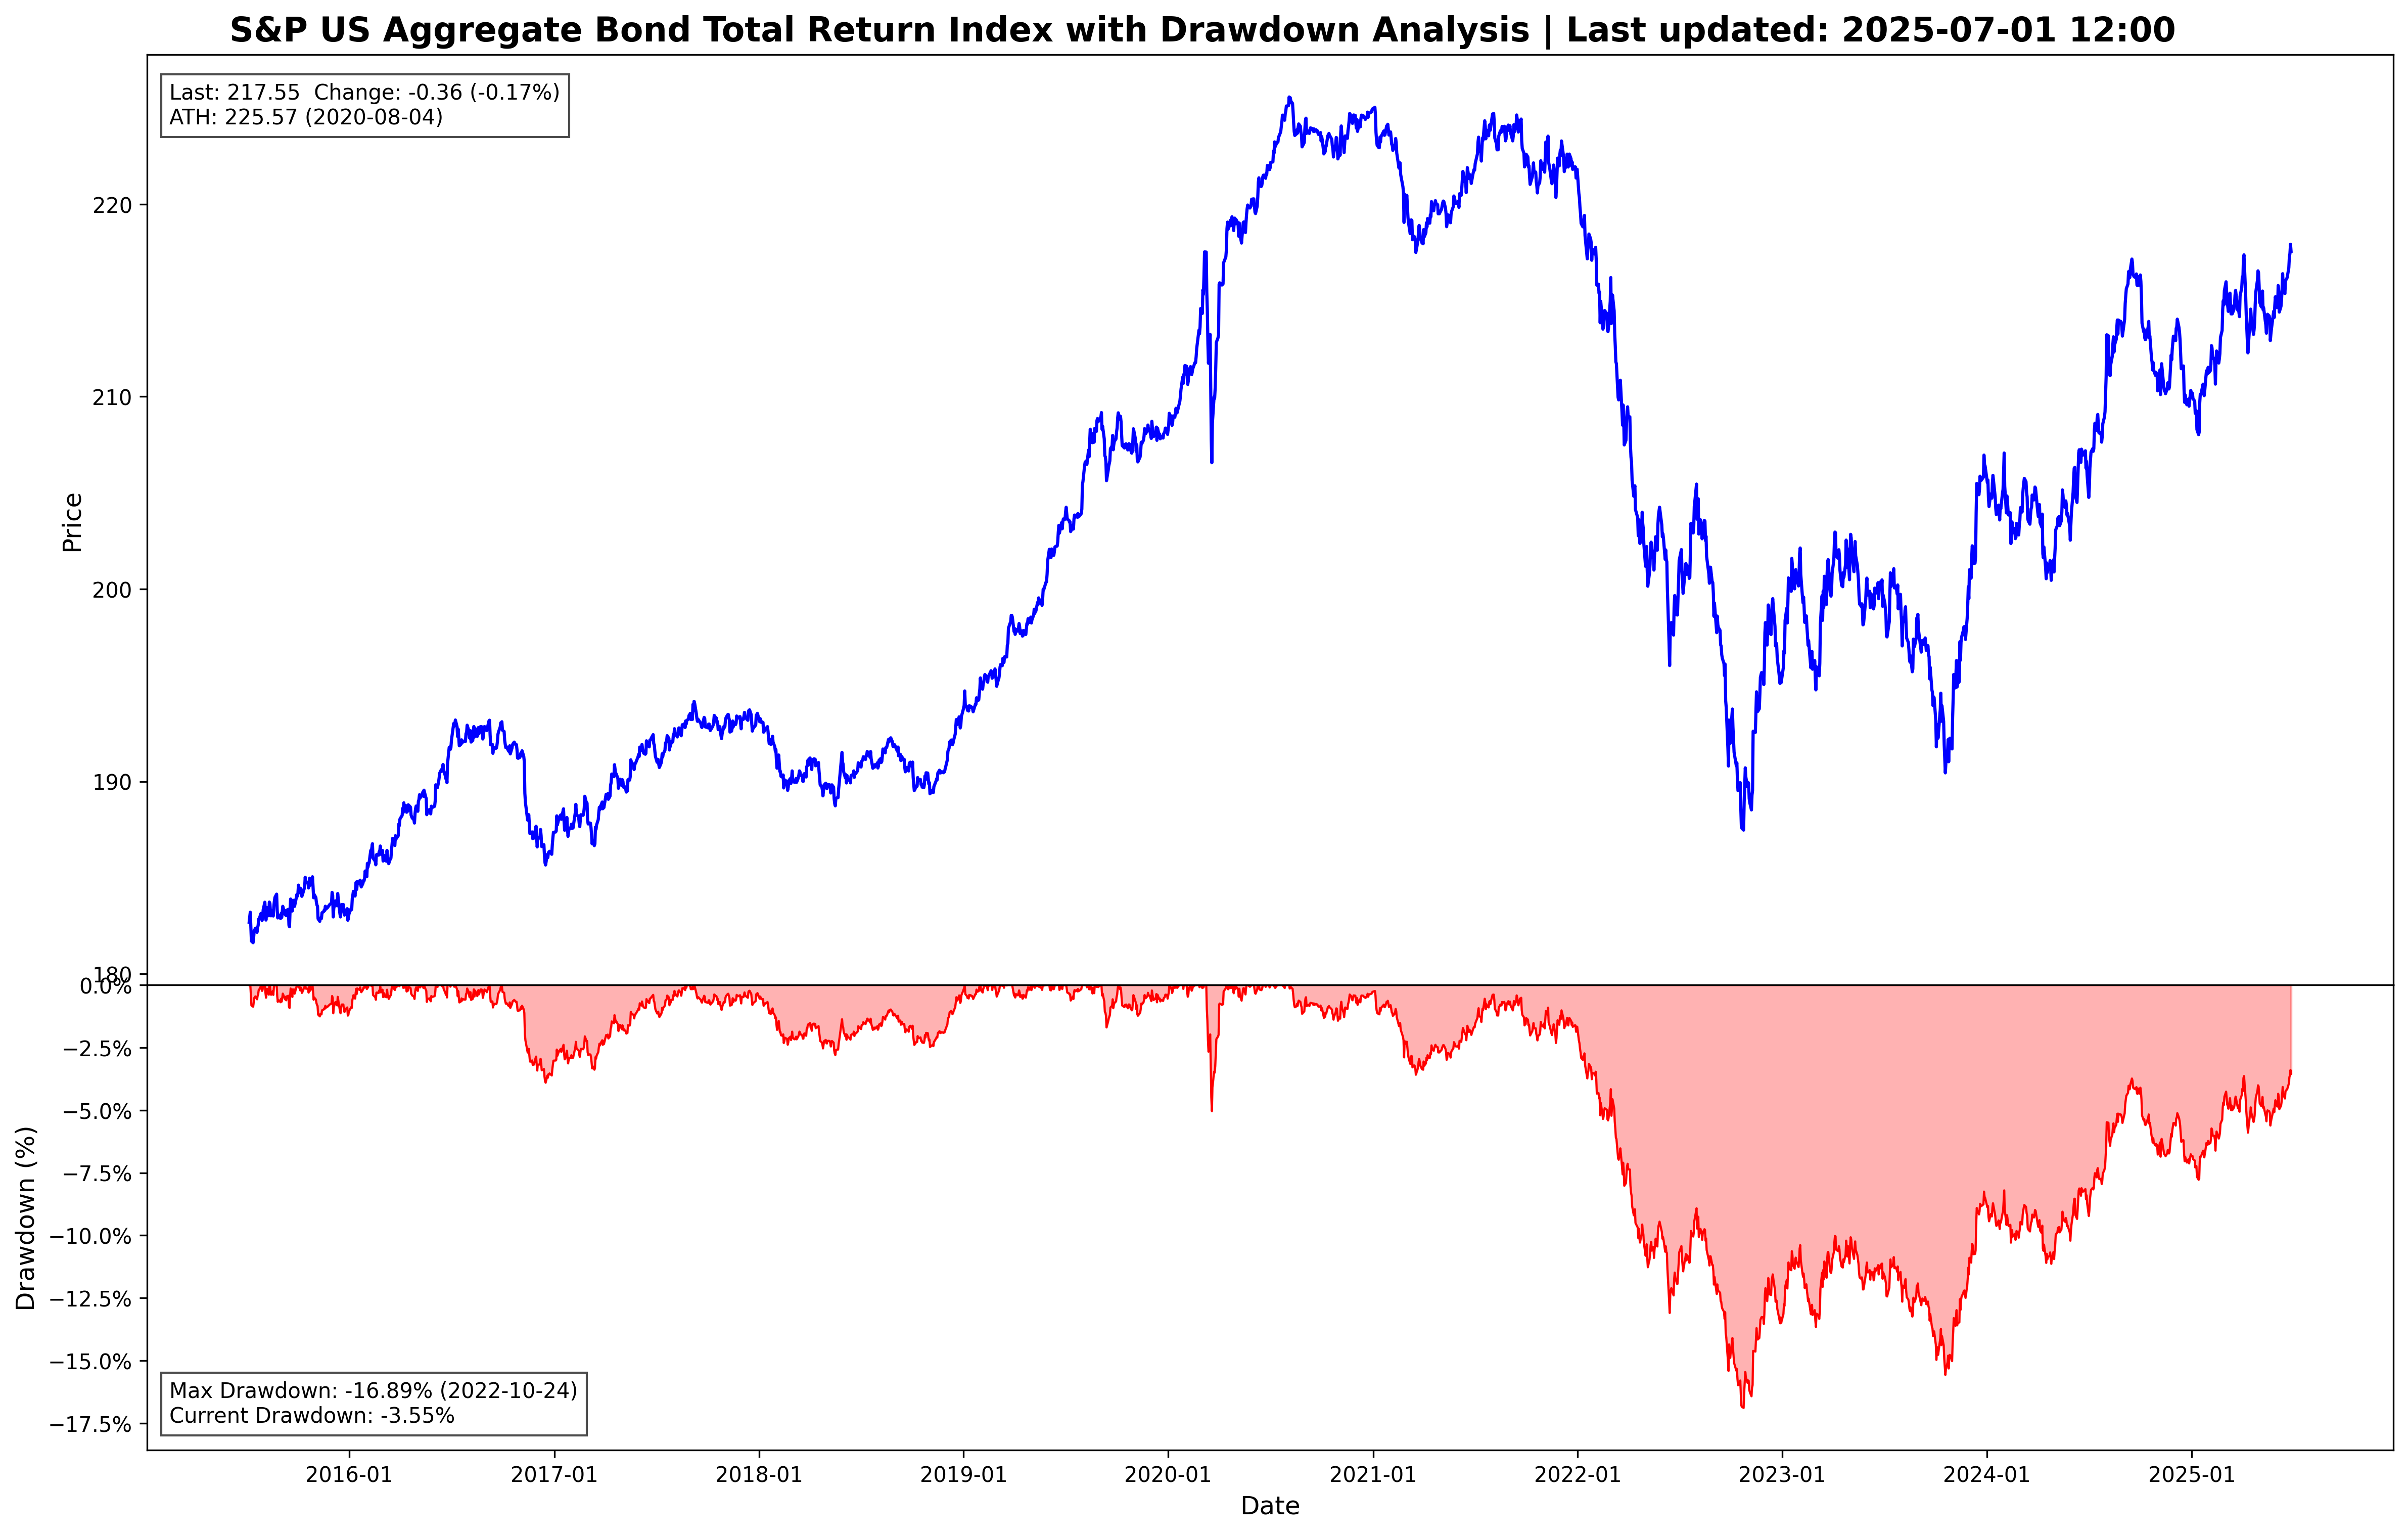 S&P US Aggregate Bond Total Return Index with Drawdown Analysis | Last updated: 2025-07-01 12:00
Last: 217.55  Change: -0.36 (-0.17%)
ATH: 225.57 (2020-08-04)
Price
220
210
200
190
180
0.0%
−2.5%
−5.0%
−7.5%
−10.0%
−12.5%
−15.0%
−17.5%
Drawdown (%)
Max Drawdown: -16.89% (2022-10-24)
Current Drawdown: -3.55%
2016-01 2017-01 2018-01 2019-01 2020-01 2021-01 2022-01 2023-01 2024-01 2025-01
Date